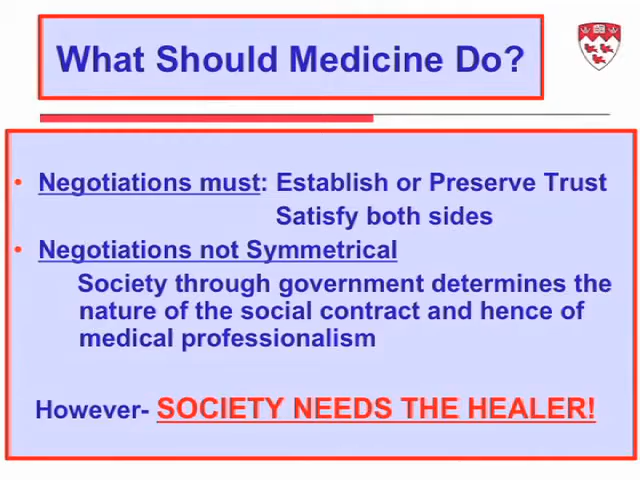 What Should Medicine Do?
• Negotiations must: Establish or Preserve Trust
Satisfy both sides
• Negotiations not Symmetrical
Society through government determines the
nature of the social contract and hence of
medical professionalism
However- SOCIETY NEEDS THE HEALER!